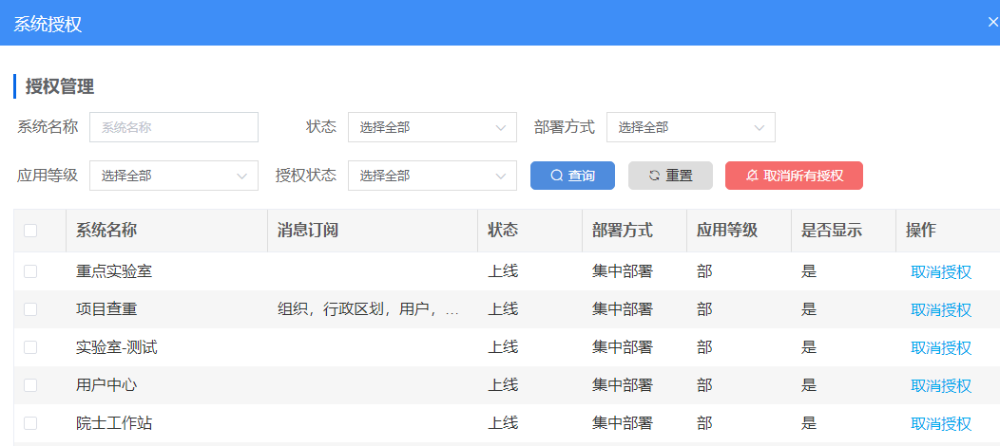 系统授权
授权管理
系统名称 系统名称 状态 选择全部 部署方式 选择全部
应用等级 选择全部 授权状态 选择全部 查询 重置 取消所有授权
系统名称 消息订阅 状态 部署方式 应用等级 是否显示 操作
重点实验室 上线 集中部署 部 是 取消授权
项目查重 组织，行政区划，用户，... 上线 集中部署 部 是 取消授权
实验室-测试 上线 集中部署 部 是 取消授权
用户中心 上线 集中部署 部 是 取消授权
院士工作站 上线 集中部署 部 是 取消授权